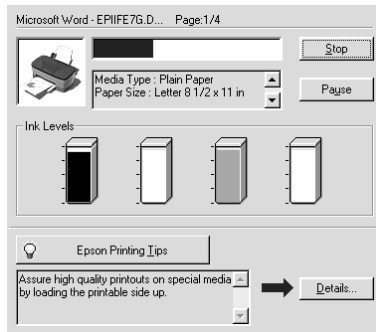 Microsoft Word - EPIIFE7G.D... Page:1/4
Stop
Media Type : Plain Paper
Paper Size : Letter 8 1/2 x 11 in
Pause
Ink Levels
Epson Printing Tips
Assure high quality printouts on special media
by loading the printable side up.
Details...